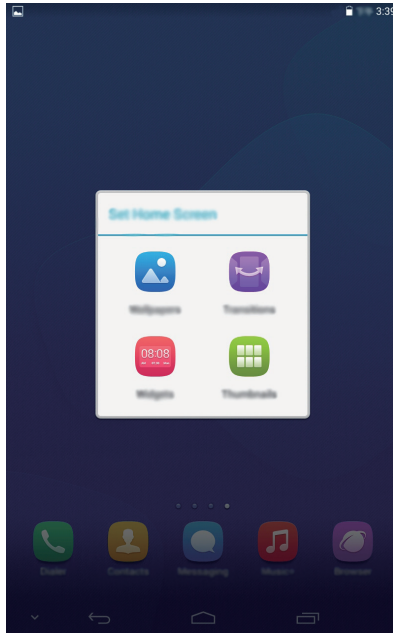 3:39
Set Home Screen
Wallpapers
Transitions
08:08
Widgets
Thumbnails
Dialer
Contacts
Messaging
Music+
Browser